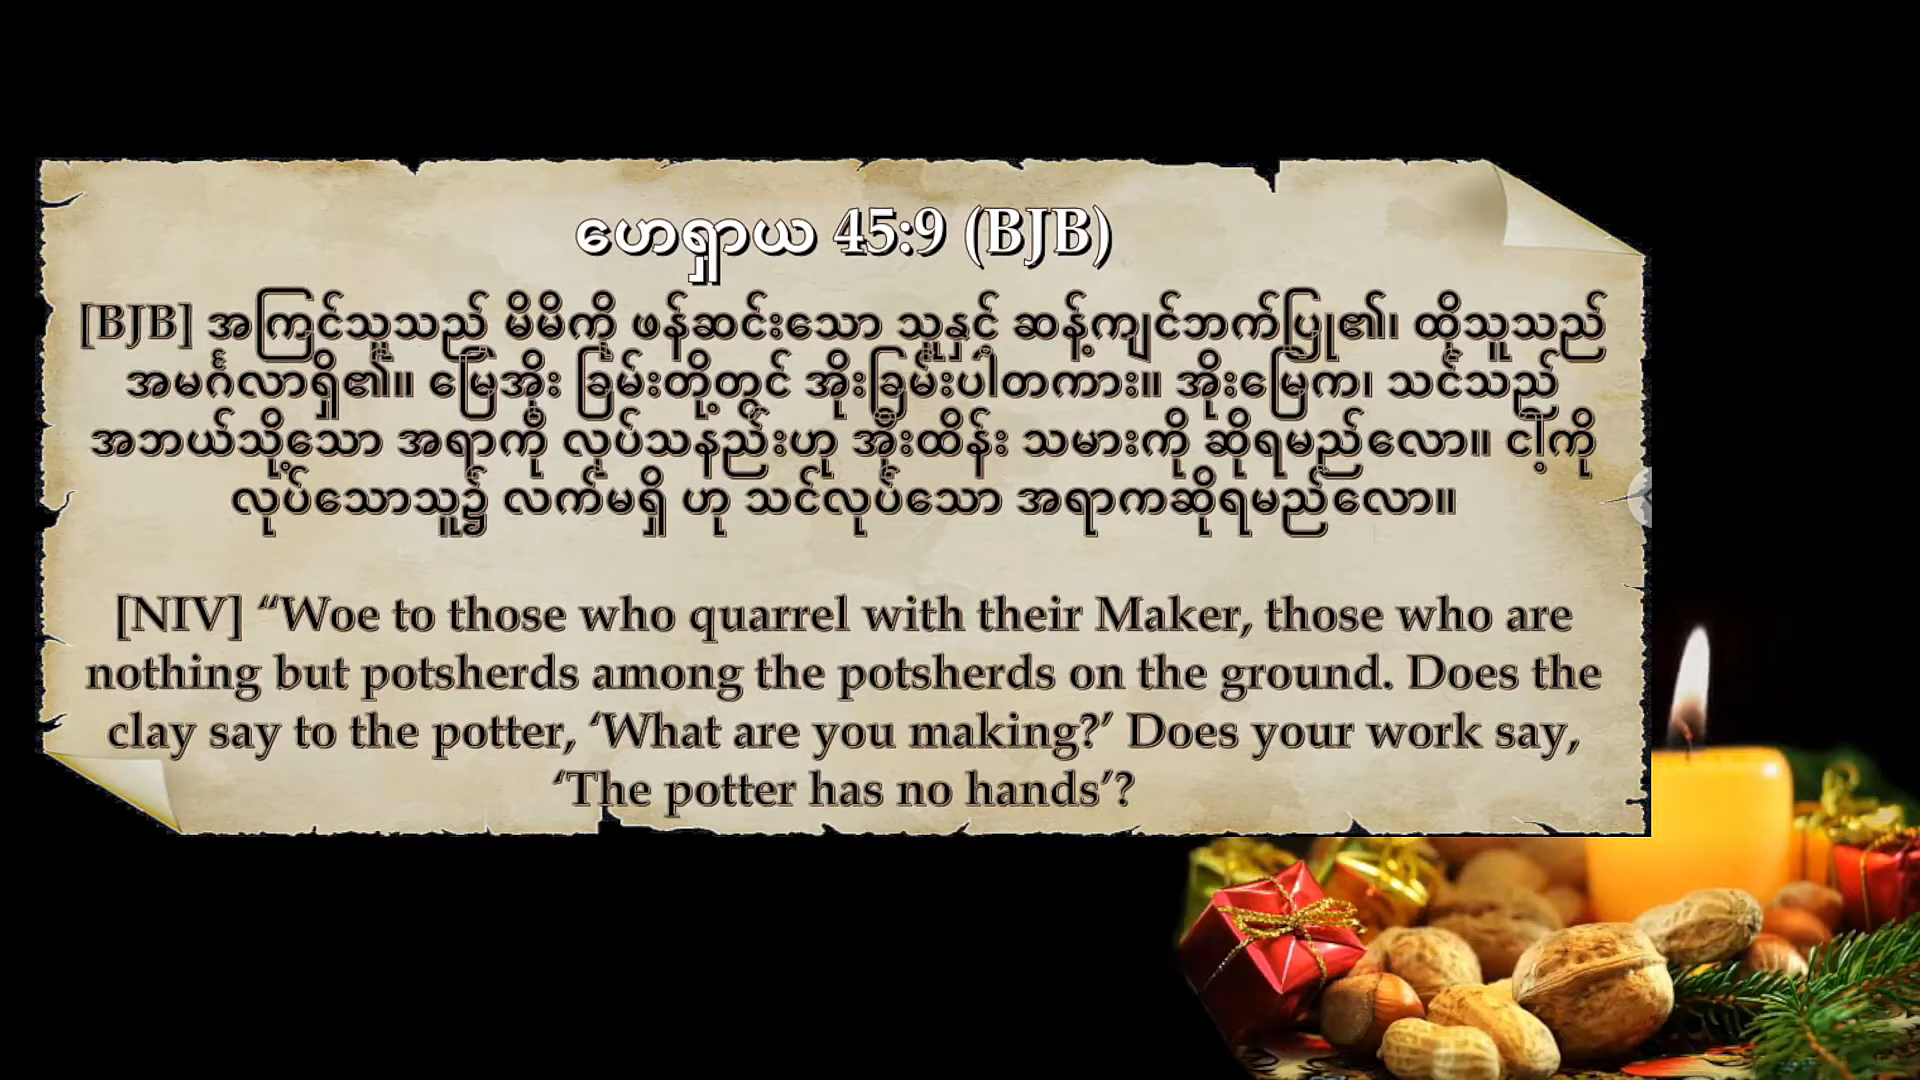 ဟေရှာယ 45:9 (BJB)
[BJB] အကြင်သူသည် မိမိကို ဖန်ဆင်းသော သူနှင့် ဆန့်ကျင်ဘက်ပြု၏၊ ထိုသူသည်
အမင်္ဂလာရှိ၏။ မြေအိုး ခြမ်းတို့တွင် အိုးခြမ်းပါတကား။ အိုးမြေက၊ သင်သည်
အဘယ်သို့သော အရာကို လုပ်သနည်းဟု အိုးထိန်း သမားကို ဆိုရမည်လော။ ငါ့ကို
လုပ်သောသူ၌ လက်မရှိ ဟု သင်လုပ်သော အရာကဆိုရမည်လော။
[NIV] “Woe to those who quarrel with their Maker, those who are
nothing but potsherds among the potsherds on the ground. Does the
clay say to the potter, ‘What are you making?’ Does your work say,
‘The potter has no hands’?